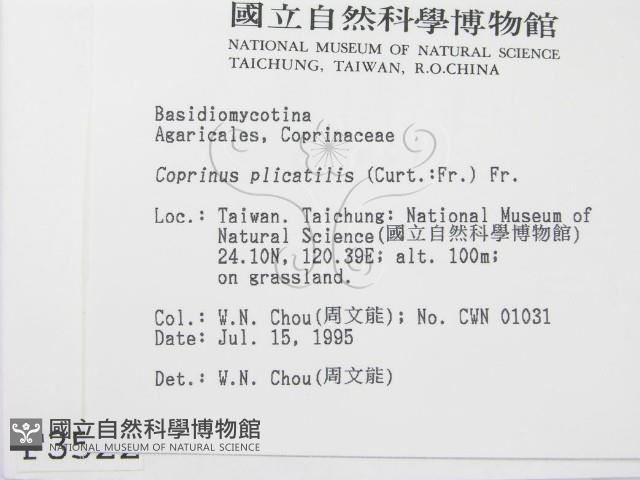 國立自然科學博物館
NATIONAL MUSEUM OF NATURAL SCIENCE
TAICHUNG, TAIWAN, R.O.CHINA
Basidiomycotina
Agaricales, Coprinaceae
Coprinus plicatilis (Curt.:Fr.) Fr.
Loc.: Taiwan. Taichung: National Museum of
Natural Science(國立自然科學博物館)
24.10N, 120.39E; alt. 100m;
on grassland.
Col.: W.N. Chou(周文能); No. CWN 01031
Date: Jul. 15, 1995
Det.: W.N. Chou(周文能)
國立自然科學博物館
NATIONAL MUSEUM OF NATURAL SCIENCE